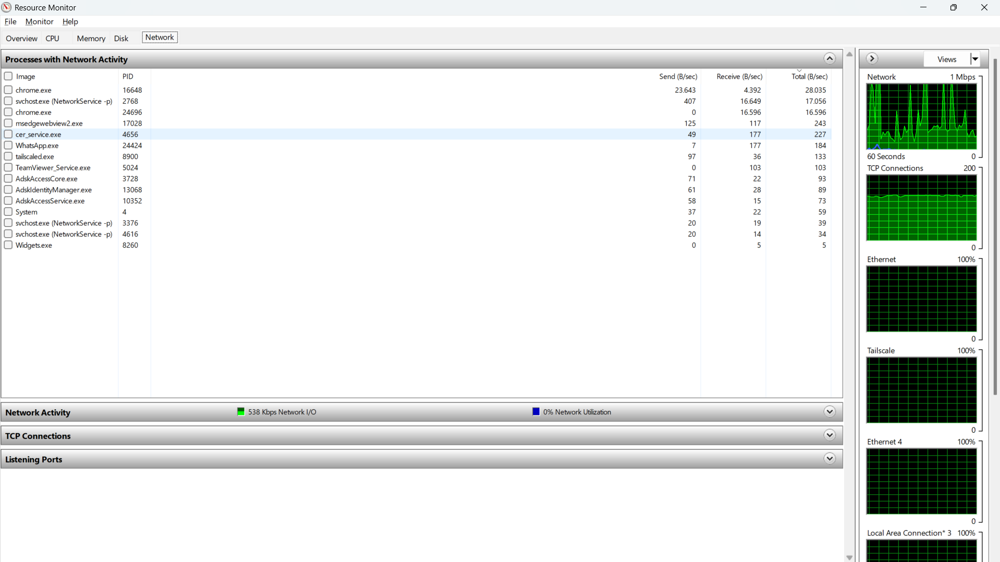 Resource Monitor
File Monitor Help
Overview CPU Memory Disk Network
Processes with Network Activity
Image PID Send (B/sec) Receive (B/sec) Total (B/sec)
chrome.exe 16648 23.643 4.392 28.035
svchost.exe (NetworkService -p) 2768 407 16.649 17.056
chrome.exe 24696 0 16.596 16.596
msedgewebview2.exe 17028 125 117 243
cer_service.exe 4656 49 177 227
WhatsApp.exe 24424 7 177 184
tailscaled.exe 8900 97 36 133
TeamViewer_Service.exe 5024 0 103 103
AdskAccessCore.exe 3728 71 22 93
AdskIdentityManager.exe 13068 61 28 89
AdskAccessService.exe 10352 58 15 73
System 4 37 22 59
svchost.exe (NetworkService -p) 3376 20 19 39
svchost.exe (NetworkService -p) 4616 20 14 34
Widgets.exe 8260 0 5 5
Network Activity 538 Kbps Network I/O 0% Network Utilization
TCP Connections
Listening Ports
Views
Network 1 Mbps
60 Seconds 0
TCP Connections 200
0
Ethernet 100%
0
Tailscale 100%
0
Ethernet 4 100%
0
Local Area Connection* 3 100%